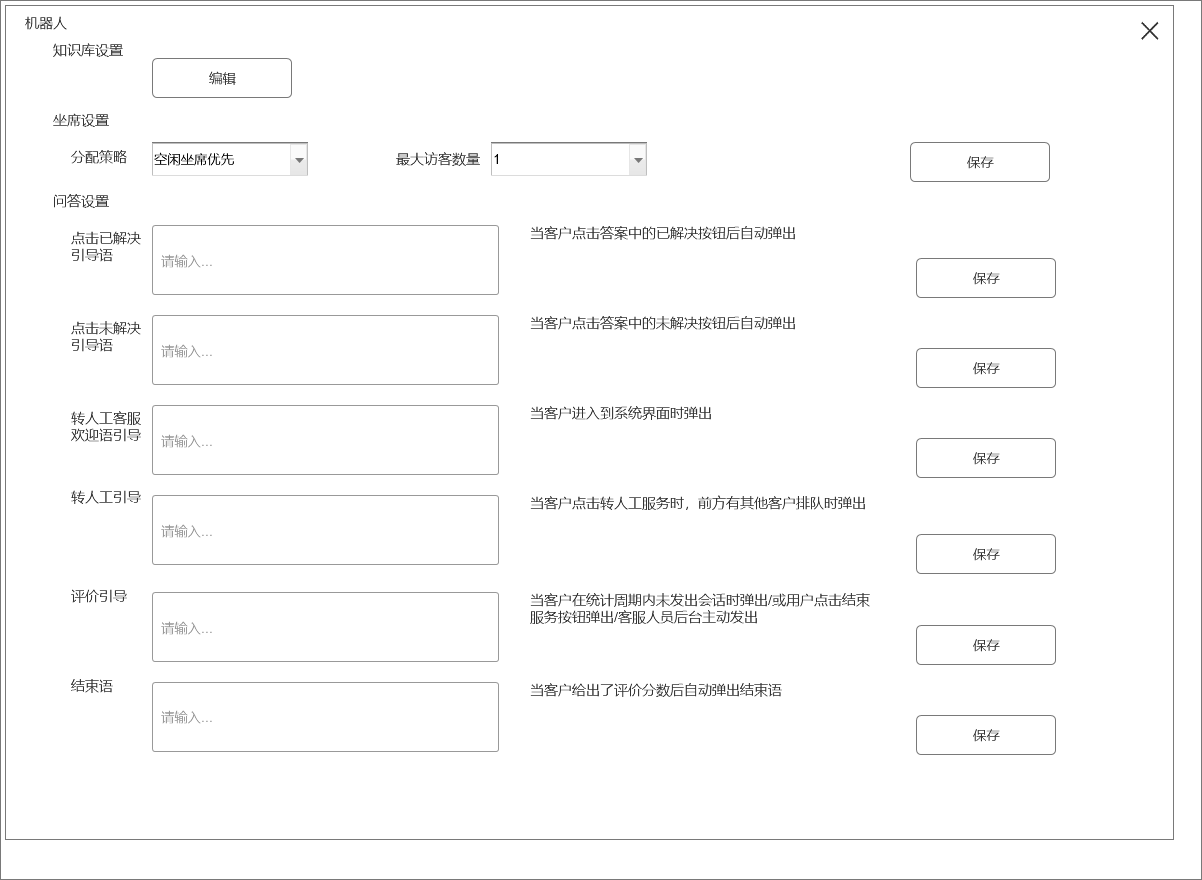 机器人
知识库设置
编辑
坐席设置
分配策略
空闲坐席优先
最大访客数量
1
保存
问答设置
点击已解决
引导语
请输入...
当客户点击答案中的已解决按钮后自动弹出
保存
点击未解决
引导语
请输入...
当客户点击答案中的未解决按钮后自动弹出
保存
转人工客服
欢迎语引导
请输入...
当客户进入到系统界面时弹出
保存
转人工引导
请输入...
当客户点击转人工服务时，前方有其他客户排队时弹出
保存
评价引导
请输入...
当客户在统计周期内未发出会话时弹出/或用户点击结束
服务按钮弹出/客服人员后台主动发出
保存
结束语
请输入...
当客户给出了评价分数后自动弹出结束语
保存